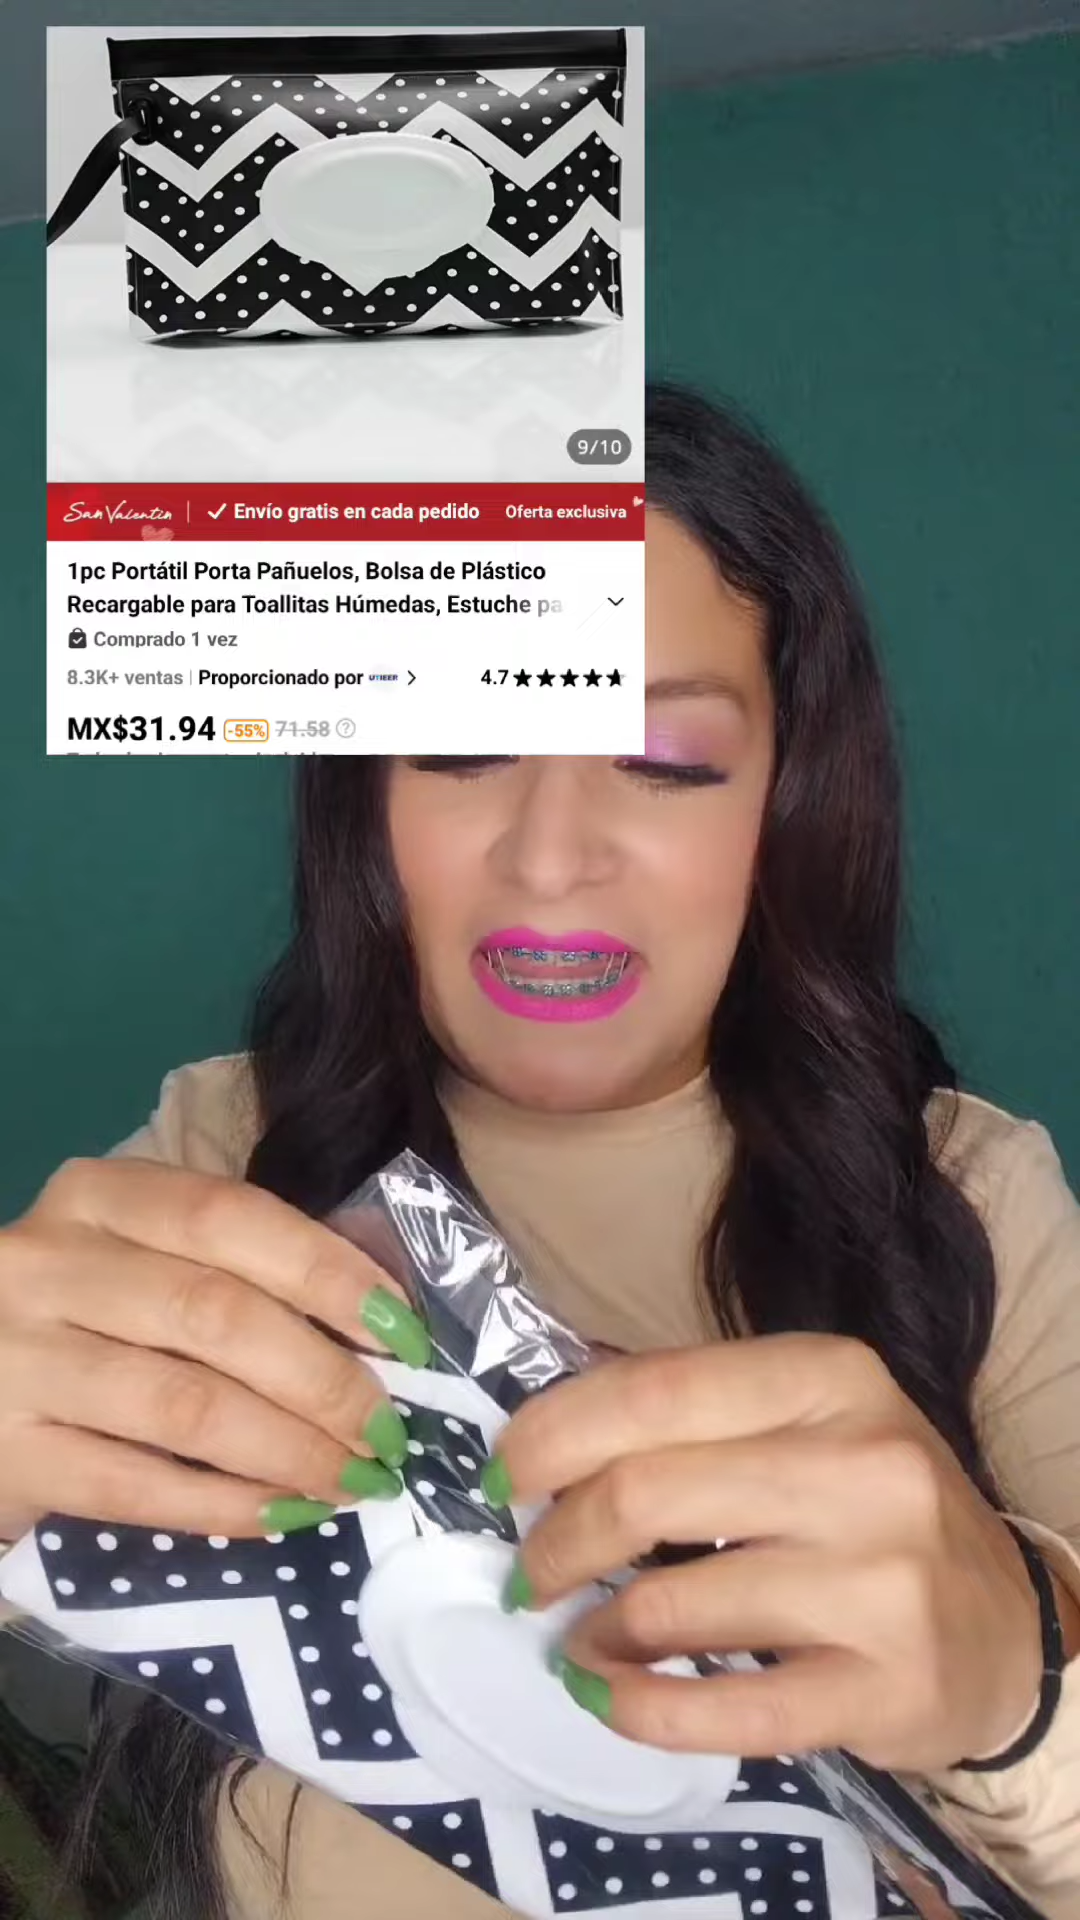 9/10
San Valentin | ✓ Envío gratis en cada pedido Oferta exclusiva
1pc Portátil Porta Pañuelos, Bolsa de Plástico
Recargable para Toallitas Húmedas, Estuche pa
Comprado 1 vez
8.3K+ ventas | Proporcionado por UTIEER >
4.7 ★★★★★
MX$31.94 -55% 71.58 ?